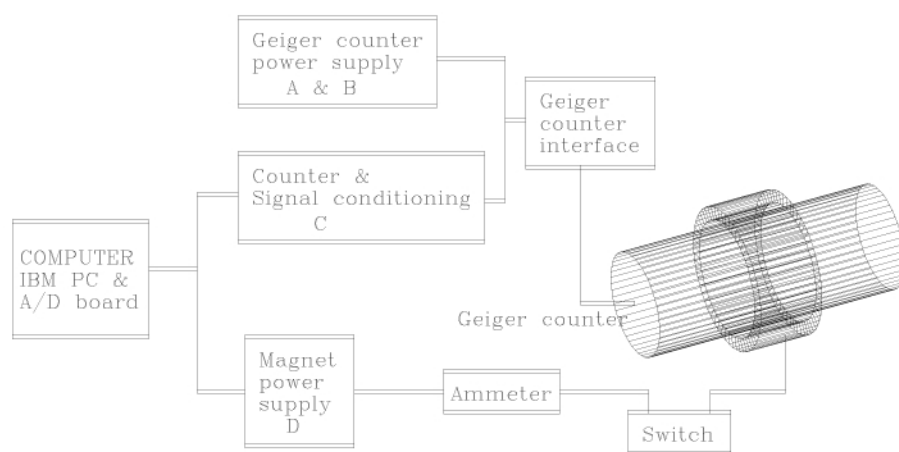 Geiger counter
power supply
A & B
Geiger
counter
interface
Counter &
Signal conditioning
C
COMPUTER
IBM PC &
A/D board
Geiger counter
Magnet
power
supply
D
Ammeter
Switch